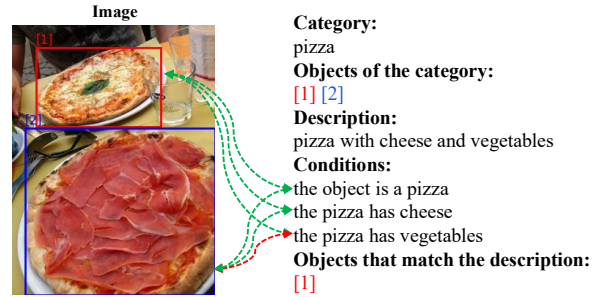 Image
[1]
[2]
Category:
pizza
Objects of the category:
[1] [2]
Description:
pizza with cheese and vegetables
Conditions:
the object is a pizza
the pizza has cheese
the pizza has vegetables
Objects that match the description:
[1]